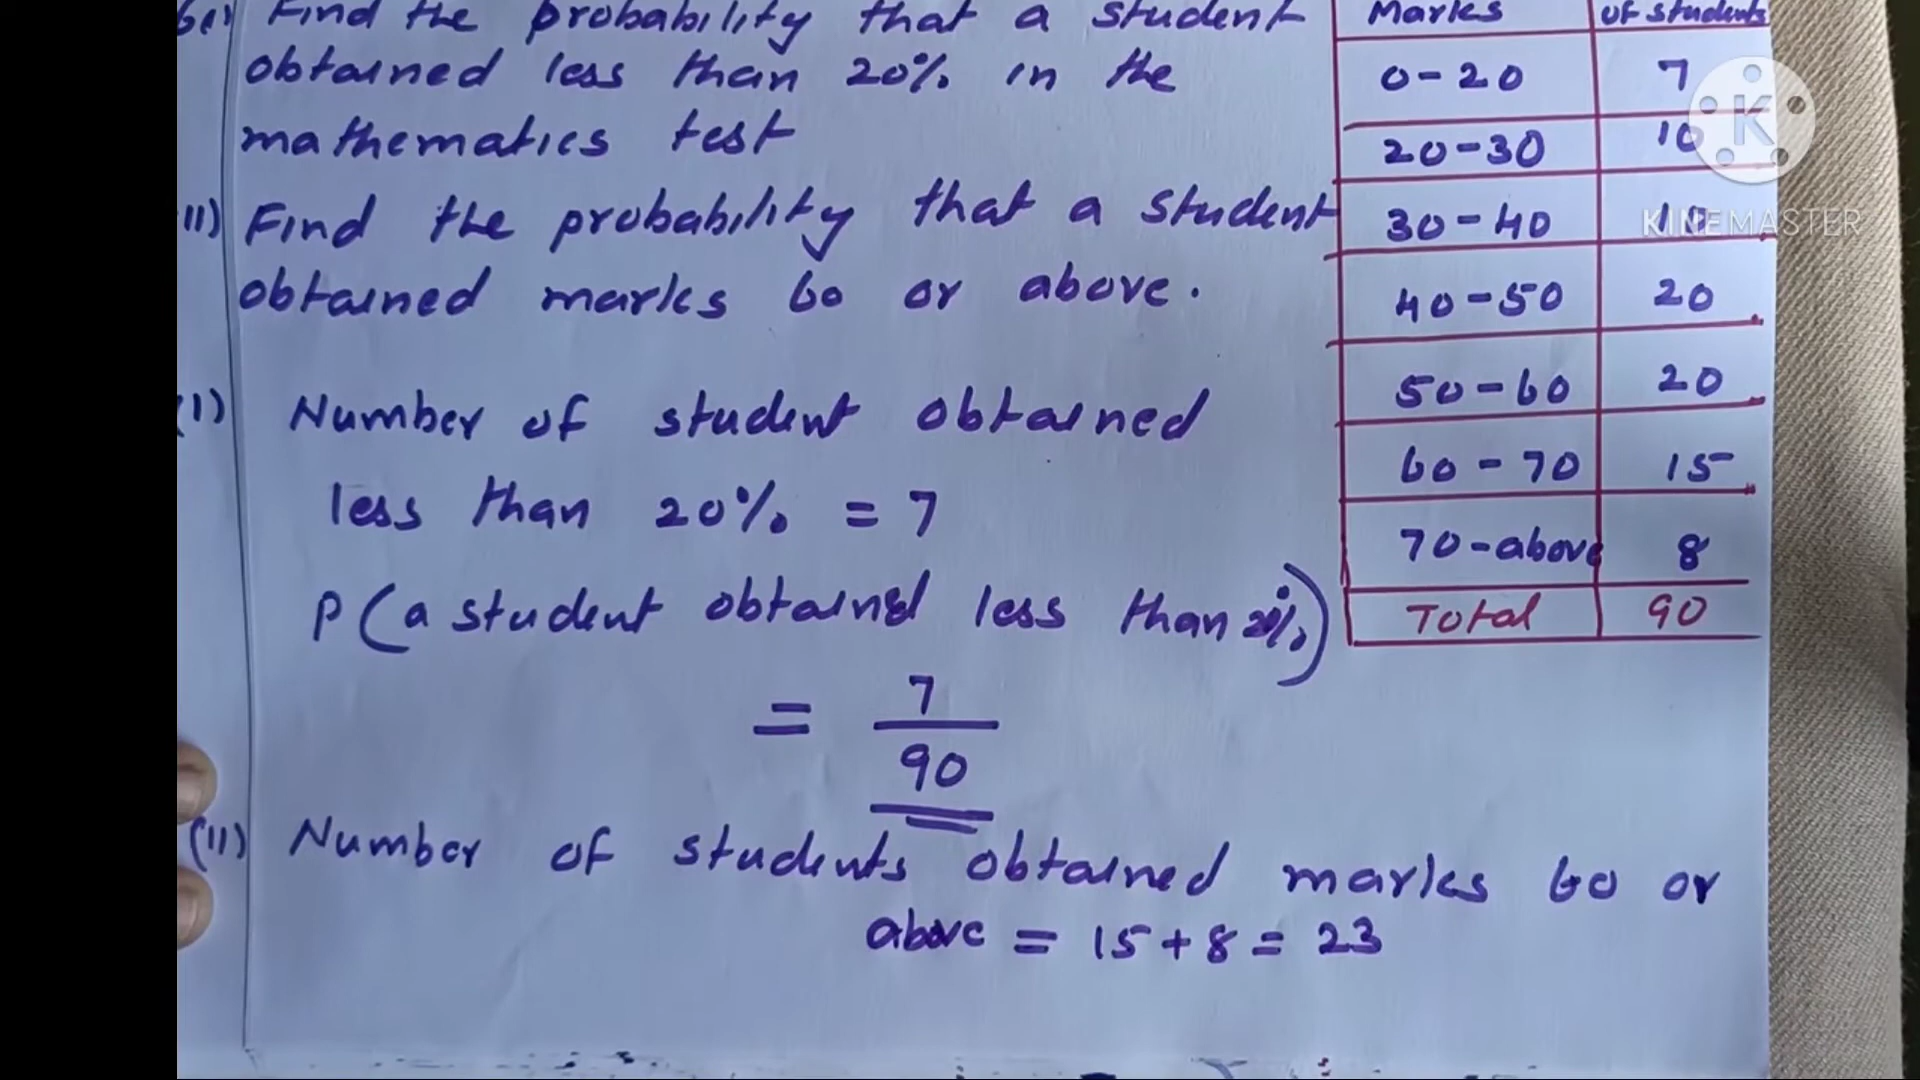 (i) Find the probability that a student
obtained less than 20% in the
mathematics test
(ii) Find the probability that a student
obtained marks 60 or above.
Marks of students
0-20 7
20-30 10
30-40 10
40-50 20
50-60 20
60-70 15
70-above 8
Total 90
(i) Number of student obtained
less than 20% = 7
P(a student obtained less than 20%)
= 7
90
(ii) Number of students obtained marks 60 or
above = 15+8 = 23
K
KINEMASTER